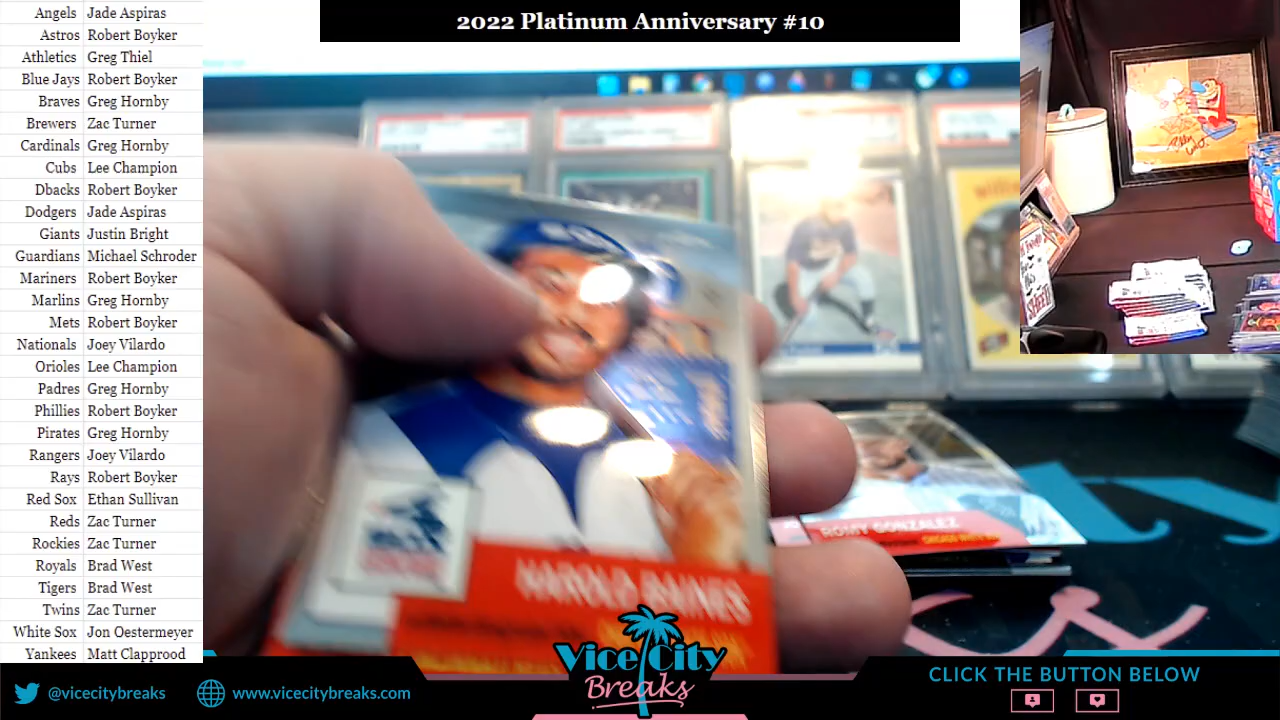 2022 Platinum Anniversary #10
Angels Jade Aspiras
Astros Robert Boyker
Athletics Greg Thiel
Blue Jays Robert Boyker
Braves Greg Hornby
Brewers Zac Turner
Cardinals Greg Hornby
Cubs Lee Champion
Dbacks Robert Boyker
Dodgers Jade Aspiras
Giants Justin Bright
Guardians Michael Schroder
Mariners Robert Boyker
Marlins Greg Hornby
Mets Robert Boyker
Nationals Joey Vilardo
Orioles Lee Champion
Padres Greg Hornby
Phillies Robert Boyker
Pirates Greg Hornby
Rangers Joey Vilardo
Rays Robert Boyker
Red Sox Ethan Sullivan
Reds Zac Turner
Rockies Zac Turner
Royals Brad West
Tigers Brad West
Twins Zac Turner
White Sox Jon Oestermeyer
Yankees Matt Clapprood
ROMY GONZALEZ
HAROLD BAINES
Vice City
Breaks
@vicecitybreaks
www.vicecitybreaks.com
CLICK THE BUTTON BELOW